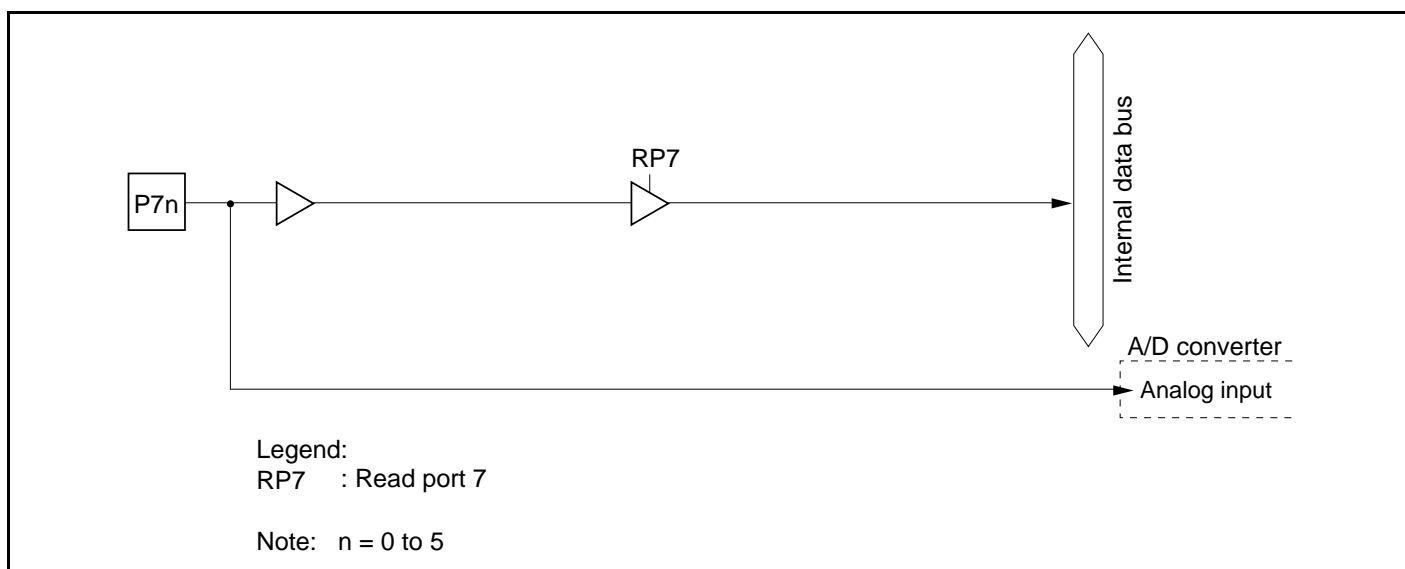 RP7
P7n
Internal data bus
A/D converter
Analog input
Legend:
RP7 : Read port 7
Note: n = 0 to 5